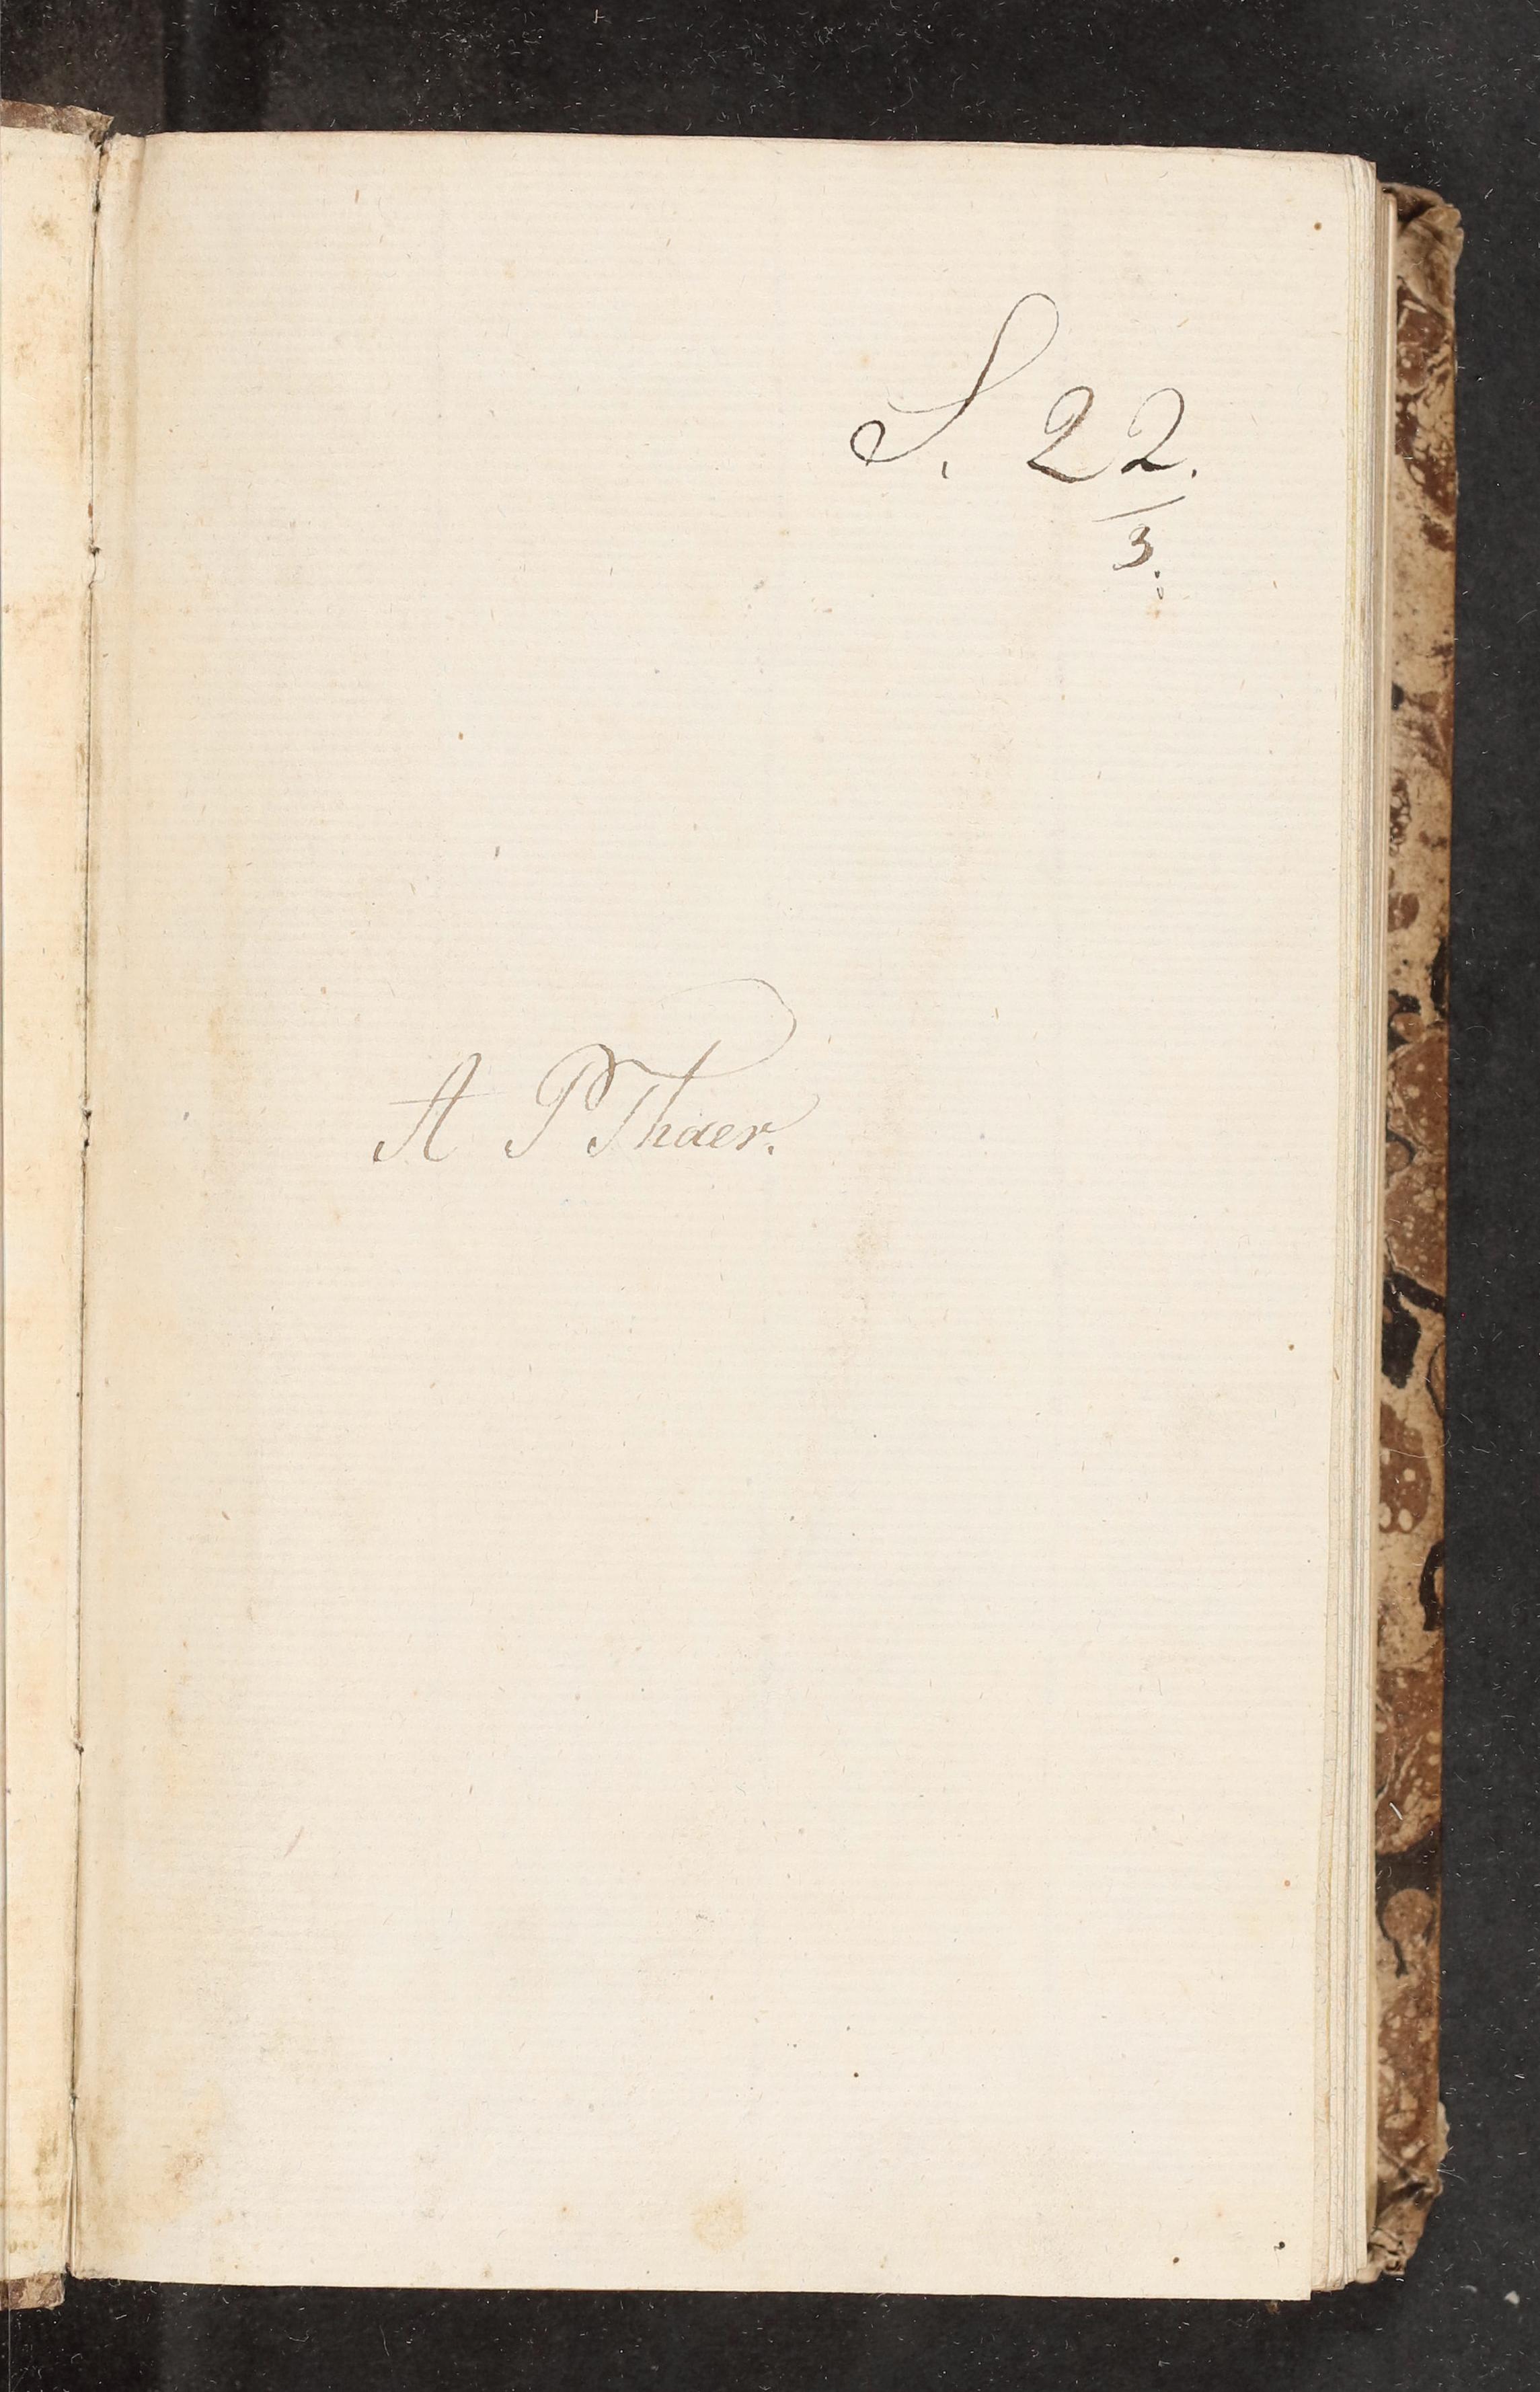 S. 22.
3.
A P Thaer.